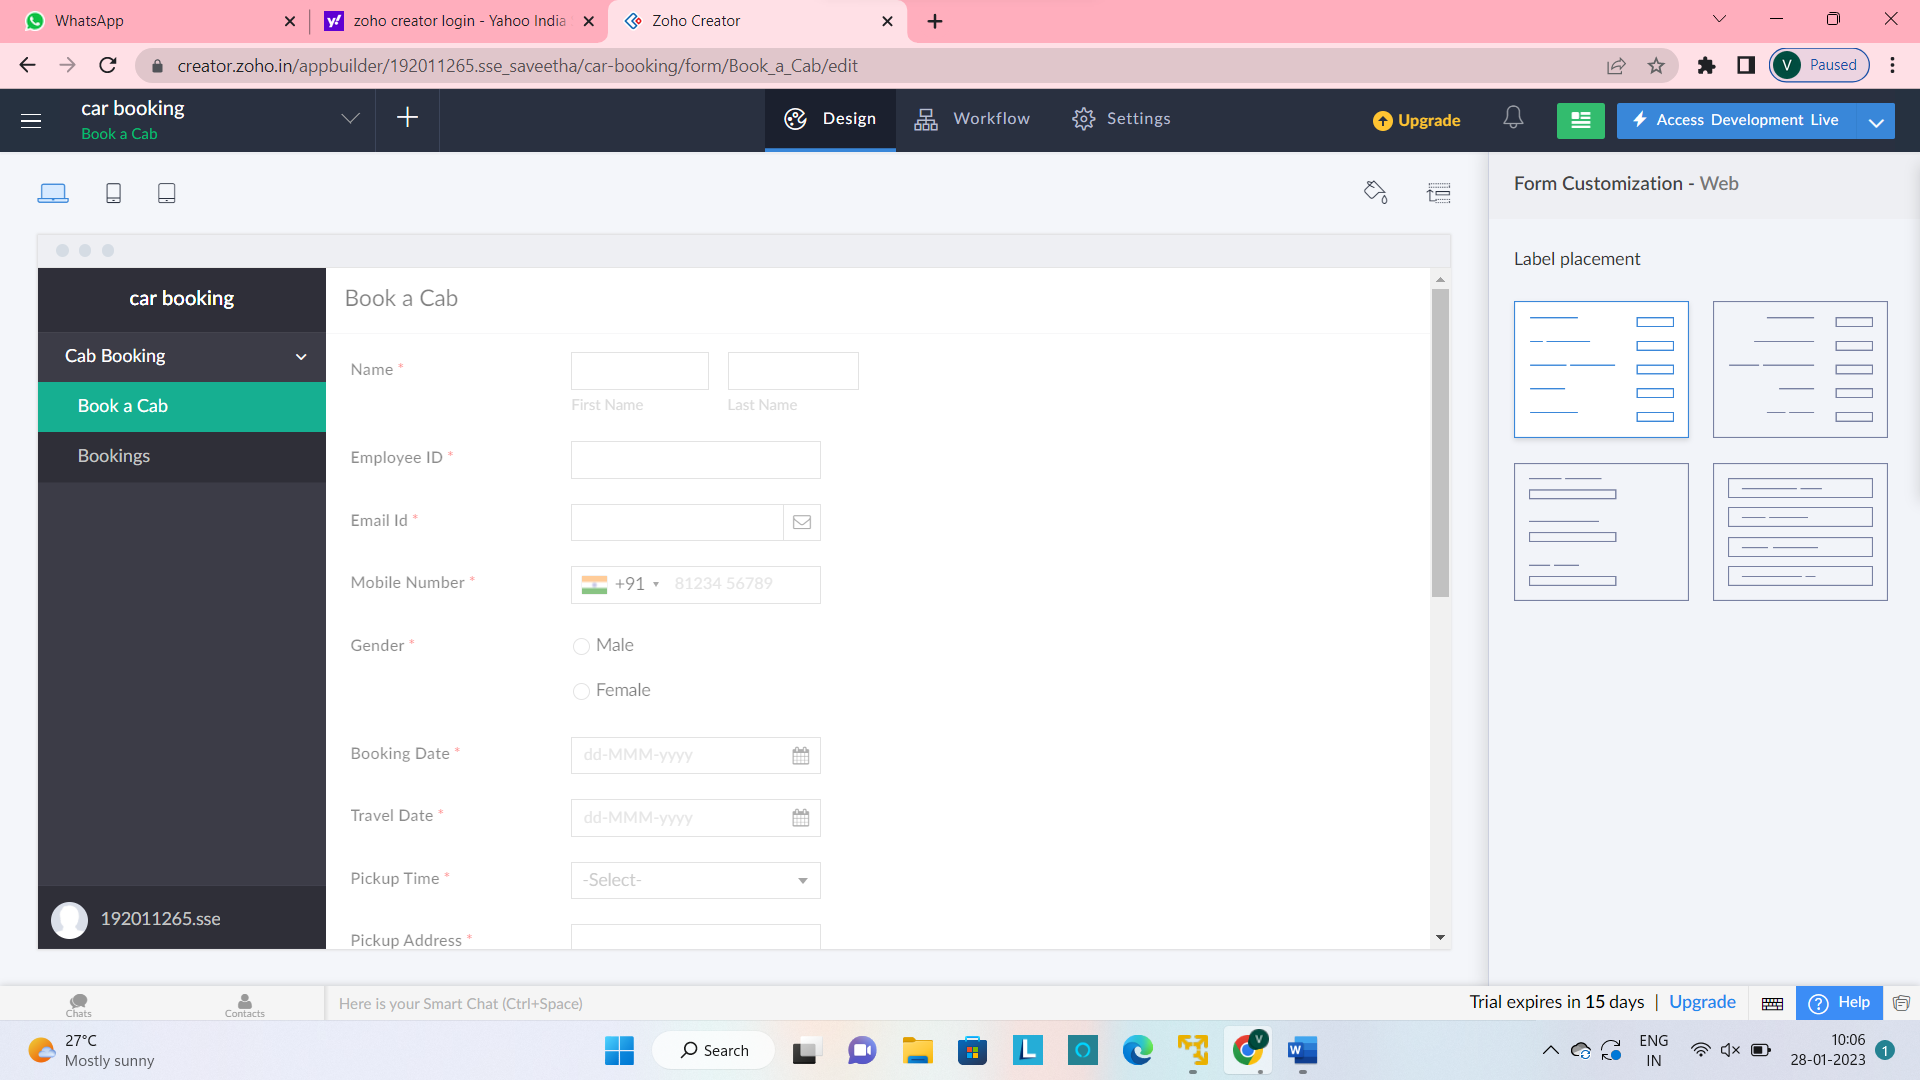 WhatsApp
zoho creator login - Yahoo India
Zoho Creator
creator.zoho.in/appbuilder/192011265.sse_saveetha/car-booking/form/Book_a_Cab/edit
V Paused
car booking
Book a Cab
Design
Workflow
Settings
Upgrade
Access Development Live
Form Customization - Web
Label placement
car booking
Cab Booking
Book a Cab
Bookings
192011265.sse
Book a Cab
Name *
First Name
Last Name
Employee ID *
Email Id *
Mobile Number *
+91
81234 56789
Gender *
Male
Female
Booking Date *
dd-MMM-yyyy
Travel Date *
dd-MMM-yyyy
Pickup Time *
-Select-
Pickup Address *
Chats
Contacts
Here is your Smart Chat (Ctrl+Space)
Trial expires in 15 days | Upgrade
Help
27°C
Mostly sunny
Search
ENG
IN
10:06
28-01-2023
1